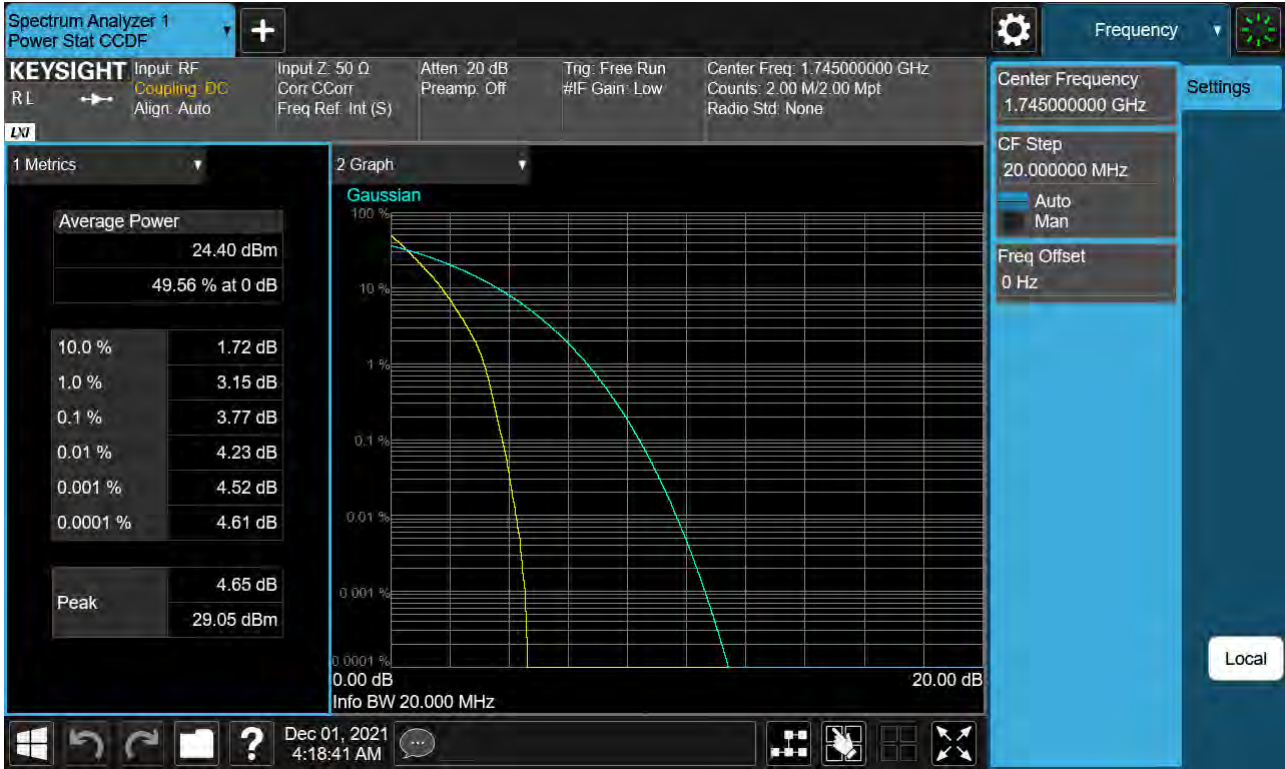 Spectrum Analyzer 1
Power Stat CCDF
+
Frequency
KEYSIGHT
R L
LXI
Input: RF
Coupling: DC
Align: Auto
Input Z: 50 Ω
Corr CCorr
Freq Ref: Int (S)
Atten: 20 dB
Preamp: Off
Trig: Free Run
#IF Gain: Low
Center Freq: 1.745000000 GHz
Counts: 2.00 M/2.00 Mpt
Radio Std: None
Center Frequency
1.745000000 GHz
CF Step
20.000000 MHz
Auto
Man
Freq Offset
0 Hz
Settings
Local
1 Metrics
Average Power
24.40 dBm
49.56 % at 0 dB
10.0 % 1.72 dB
1.0 % 3.15 dB
0.1 % 3.77 dB
0.01 % 4.23 dB
0.001 % 4.52 dB
0.0001 % 4.61 dB
Peak
4.65 dB
29.05 dBm
2 Graph
Gaussian
100 %
10 %
1 %
0.1 %
0.01 %
0.001 %
0.0001 %
0.00 dB 20.00 dB
Info BW 20.000 MHz
?
Dec 01, 2021
4:18:41 AM